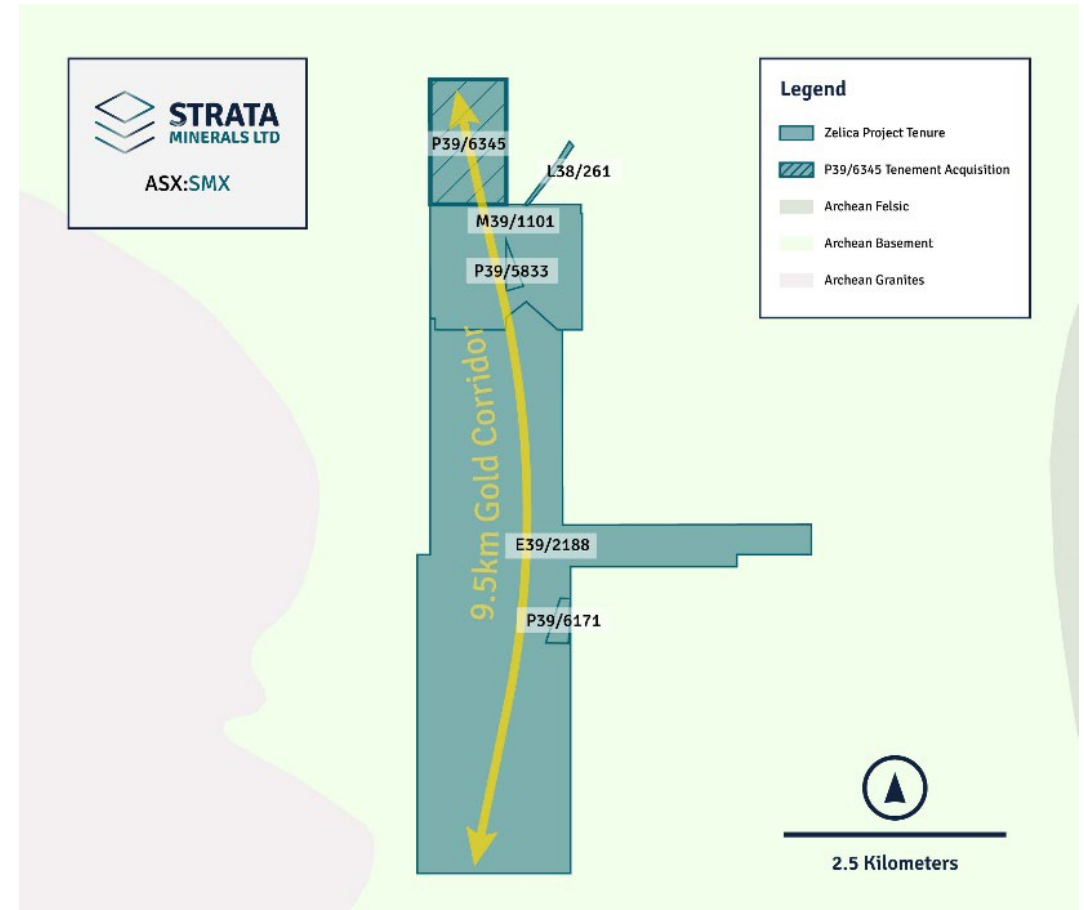 STRATA
MINERALS LTD
ASX:SMX
P39/6345
L38/261
M39/1101
P39/5833
9.5km Gold Corridor
E39/2188
P39/6171
Legend
Zelica Project Tenure
P39/6345 Tenement Acquisition
Archean Felsic
Archean Basement
Archean Granites
2.5 Kilometers